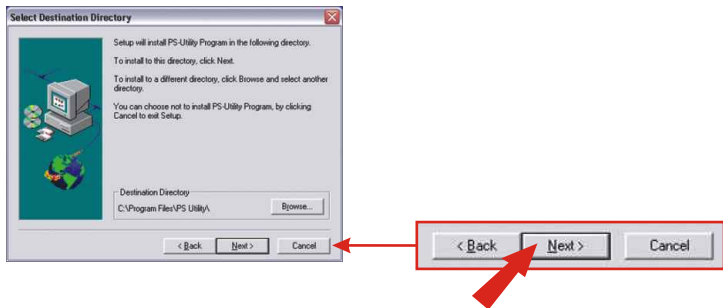 Select Destination Directory
Setup will install PS-Utility Program in the following directory.
To install to this directory, click Next.
To install to a different directory, click Browse and select another
directory.
You can choose not to install PS-Utility Program, by clicking
Cancel to exit Setup.
Destination Directory
C:\Program Files\PS Utility\
Browse...
< Back Next > Cancel
< Back Next > Cancel